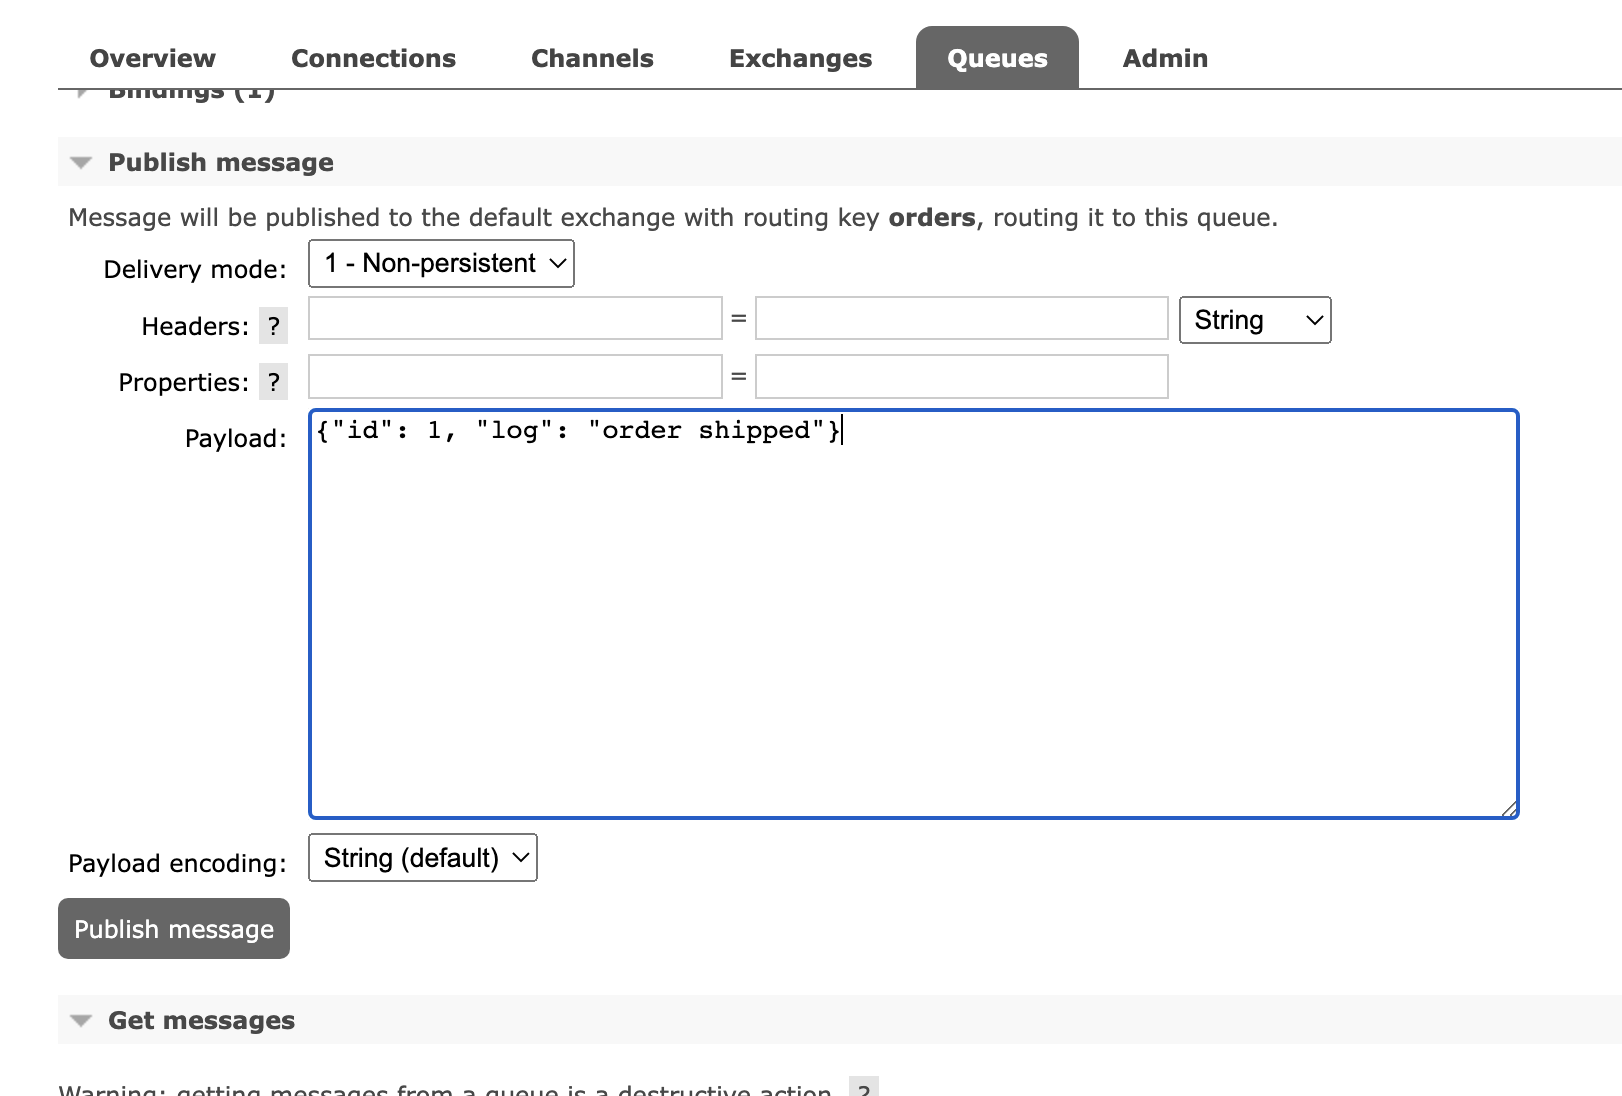 Overview Connections Channels Exchanges Queues Admin
Bindings (1)
Publish message
Message will be published to the default exchange with routing key orders, routing it to this queue.
Delivery mode: 1 - Non-persistent
Headers: ? = String
Properties: ? =
Payload: {"id": 1, "log": "order shipped"}
Payload encoding: String (default)
Publish message
Get messages
Warning: getting messages from a queue is a destructive action. ?